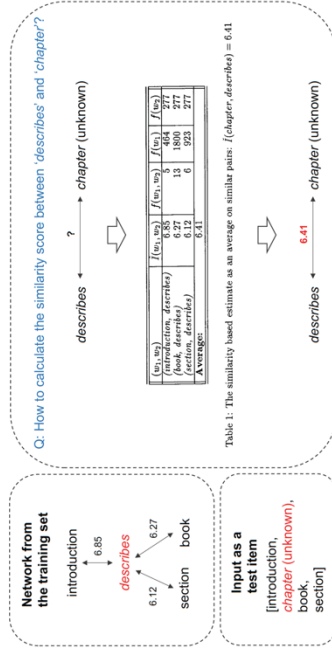 Network from
the training set
introduction
6.85
describes
6.12
6.27
section
book
Input as a
test item
[introduction,
chapter (unknown),
book,
section]
Q: How to calculate the similarity score between 'describes' and 'chapter'?
?
describes
chapter (unknown)
(w₁, w₂) Î(w₁, w₂) f(w₁, w₂) f(w₁) f(w₂)
(introduction, describes) 6.85 5 464 277
(book, describes) 6.27 13 1800 277
(section, describes) 6.12 6 923 277
Average: 6.41
Table 1: The similarity based estimate as an average on similar pairs: Î(chapter, describes) = 6.41
6.41
describes
chapter (unknown)